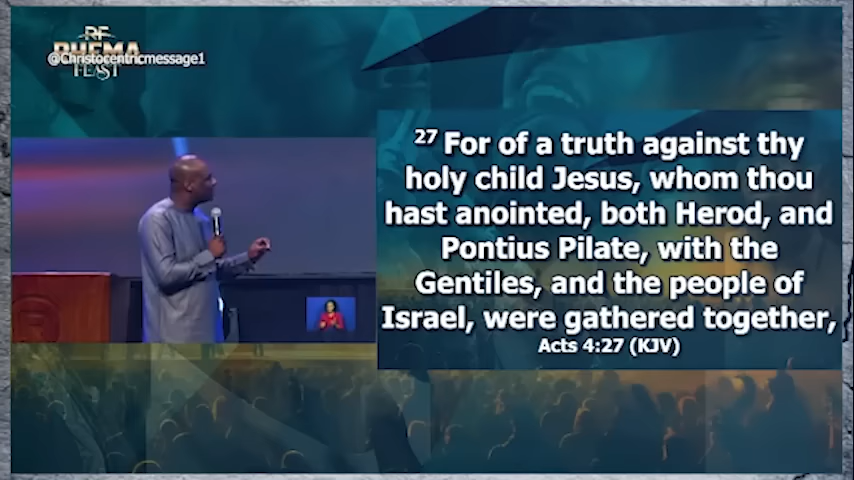 RF
RHEMA
FEAST
@Christocentricmessage1
27 For of a truth against thy
holy child Jesus, whom thou
hast anointed, both Herod, and
Pontius Pilate, with the
Gentiles, and the people of
Israel, were gathered together,
Acts 4:27 (KJV)